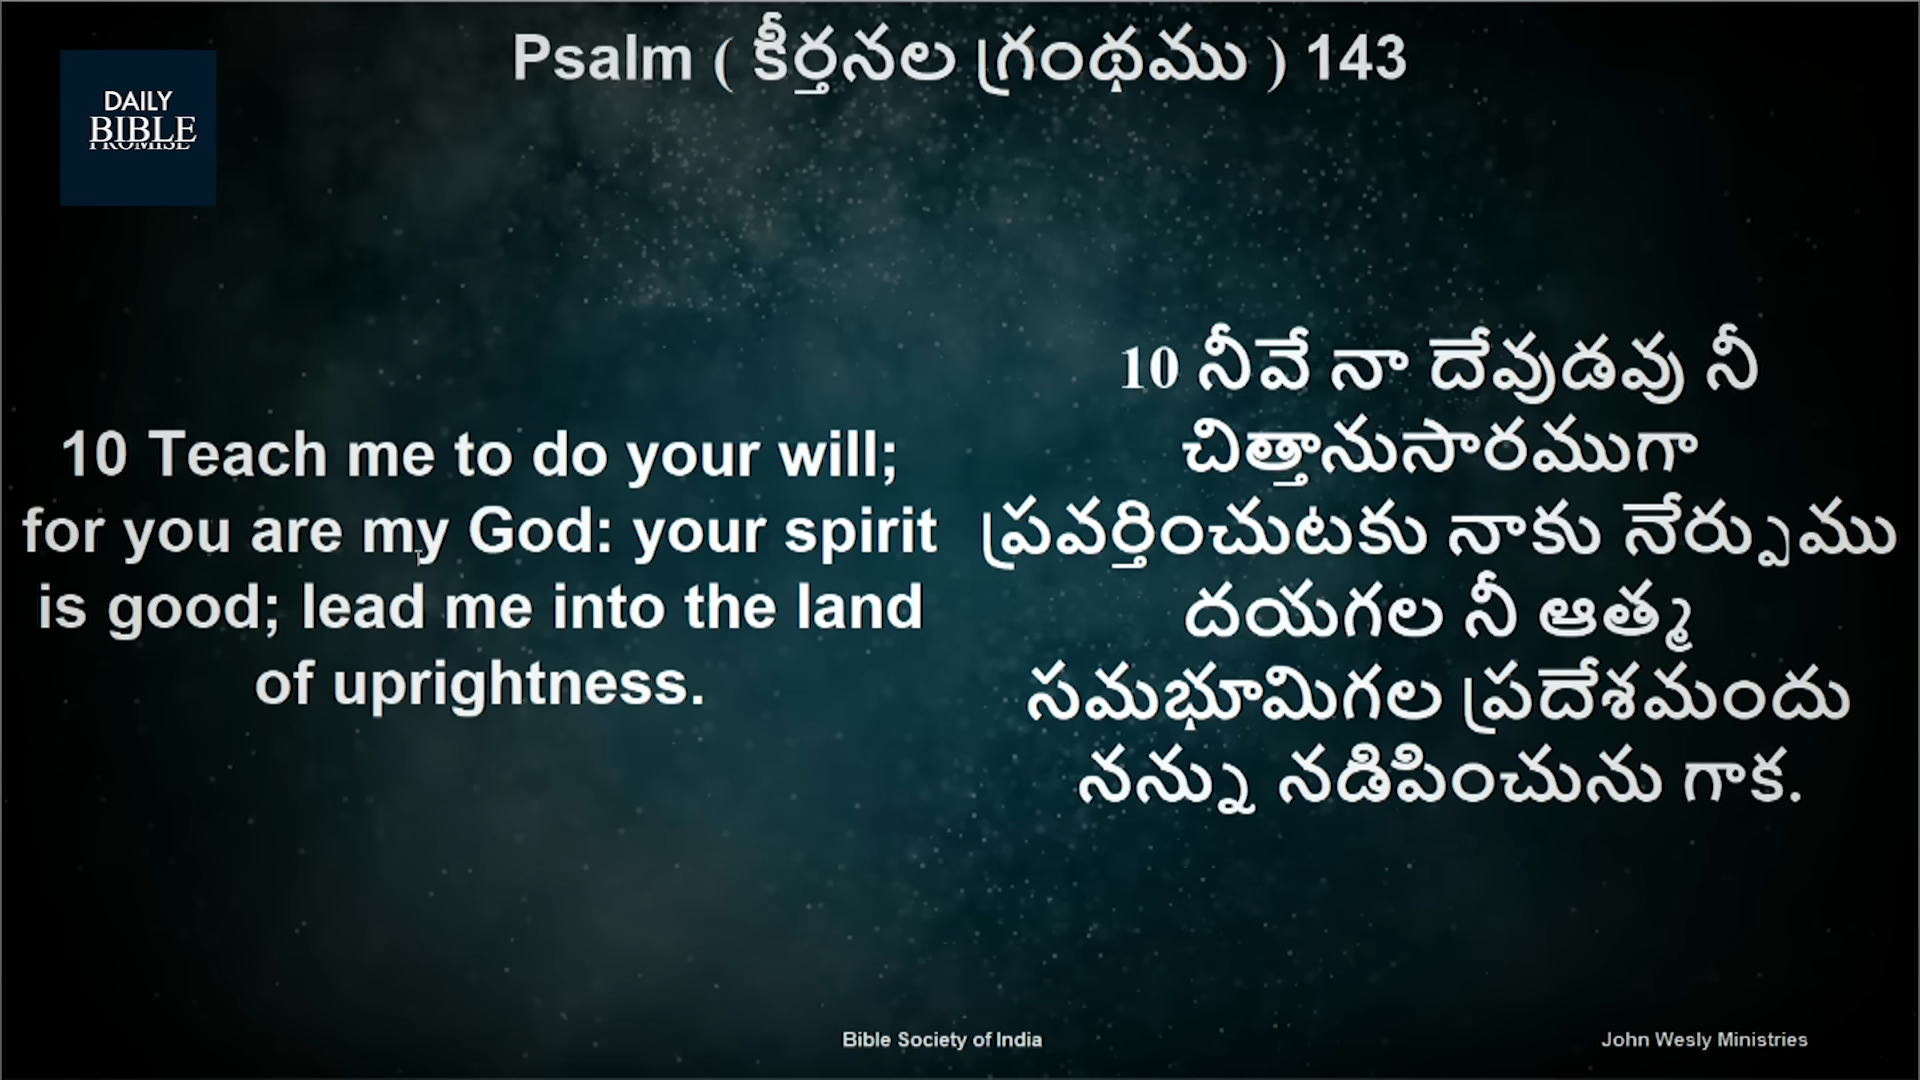 Psalm ( కీర్తనల గ్రంథము ) 143
DAILY
BIBLE
PROMISE
10 Teach me to do your will;
for you are my God: your spirit
is good; lead me into the land
of uprightness.
10 నీవే నా దేవుడవు నీ
చిత్తానుసారముగా
ప్రవర్తించుటకు నాకు నేర్పుము
దయగల నీ ఆత్మ
సమభూమిగల ప్రదేశమందు
నన్ను నడిపించును గాక.
Bible Society of India
John Wesly Ministries